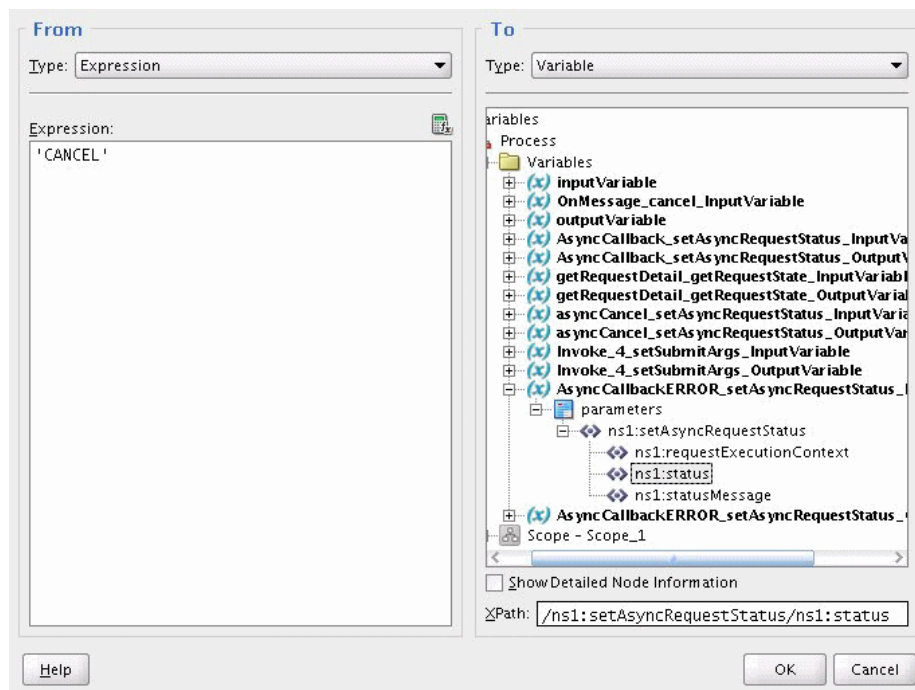 From
Type: Expression
Expression:
'CANCEL'
To
Type: Variable
ariables
Process
Variables
(x) inputVariable
(x) OnMessage_cancel_InputVariable
(x) outputVariable
(x) AsyncCallback_setAsyncRequestStatus_InputVa
(x) AsyncCallback_setAsyncRequestStatus_OutputV
(x) getRequestDetail_getRequestState_InputVariabl
(x) getRequestDetail_getRequestState_OutputVariab
(x) asyncCancel_setAsyncRequestStatus_InputVaria
(x) asyncCancel_setAsyncRequestStatus_OutputVar
(x) Invoke_4_setSubmitArgs_InputVariable
(x) Invoke_4_setSubmitArgs_OutputVariable
(x) AsyncCallbackERROR_setAsyncRequestStatus_I
parameters
ns1:setAsyncRequestStatus
ns1:requestExecutionContext
ns1:status
ns1:statusMessage
(x) AsyncCallbackERROR_setAsyncRequestStatus_
Scope - Scope_1
Show Detailed Node Information
XPath: /ns1:setAsyncRequestStatus/ns1:status
Help
OK
Cancel